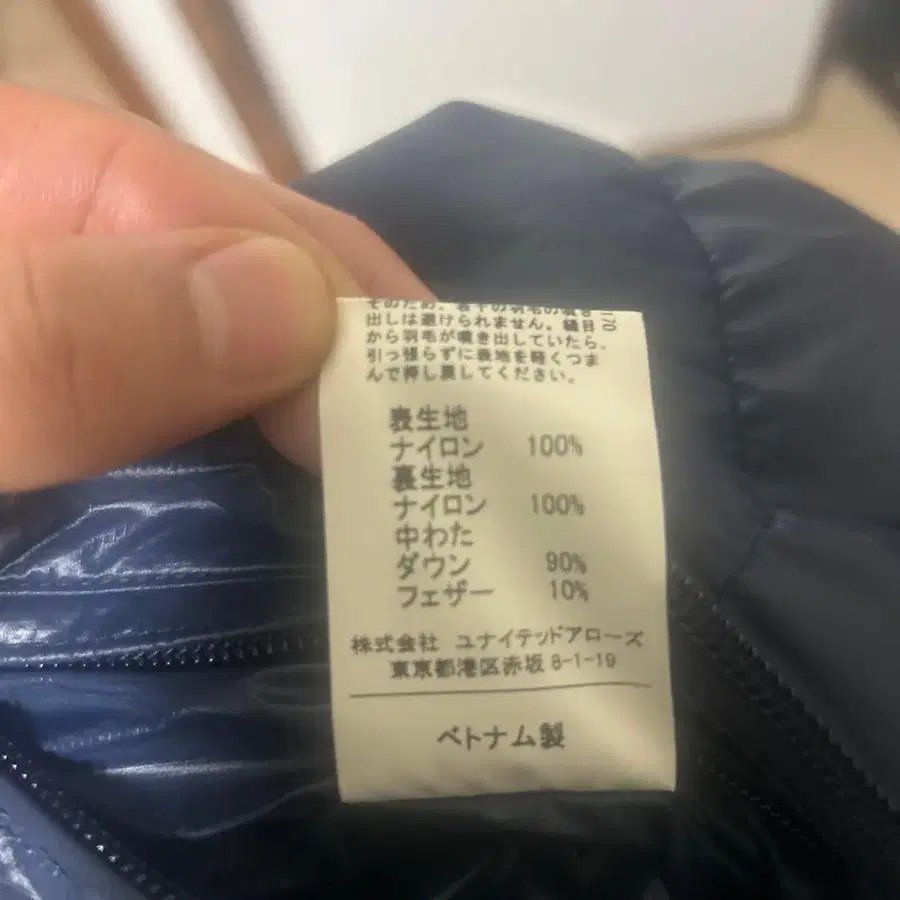 そのため、若干の羽毛の吹き
出しは避けられません。縫目
から羽毛が噴き出していたら、
引っ張らずに表地を軽くつま
んで押し戻してください。
170
表生地
ナイロン 100%
裏生地
ナイロン 100%
中わた
ダウン 90%
フェザー 10%
株式会社 ユナイテッドアローズ
東京都港区赤坂 8-1-19
ベトナム製